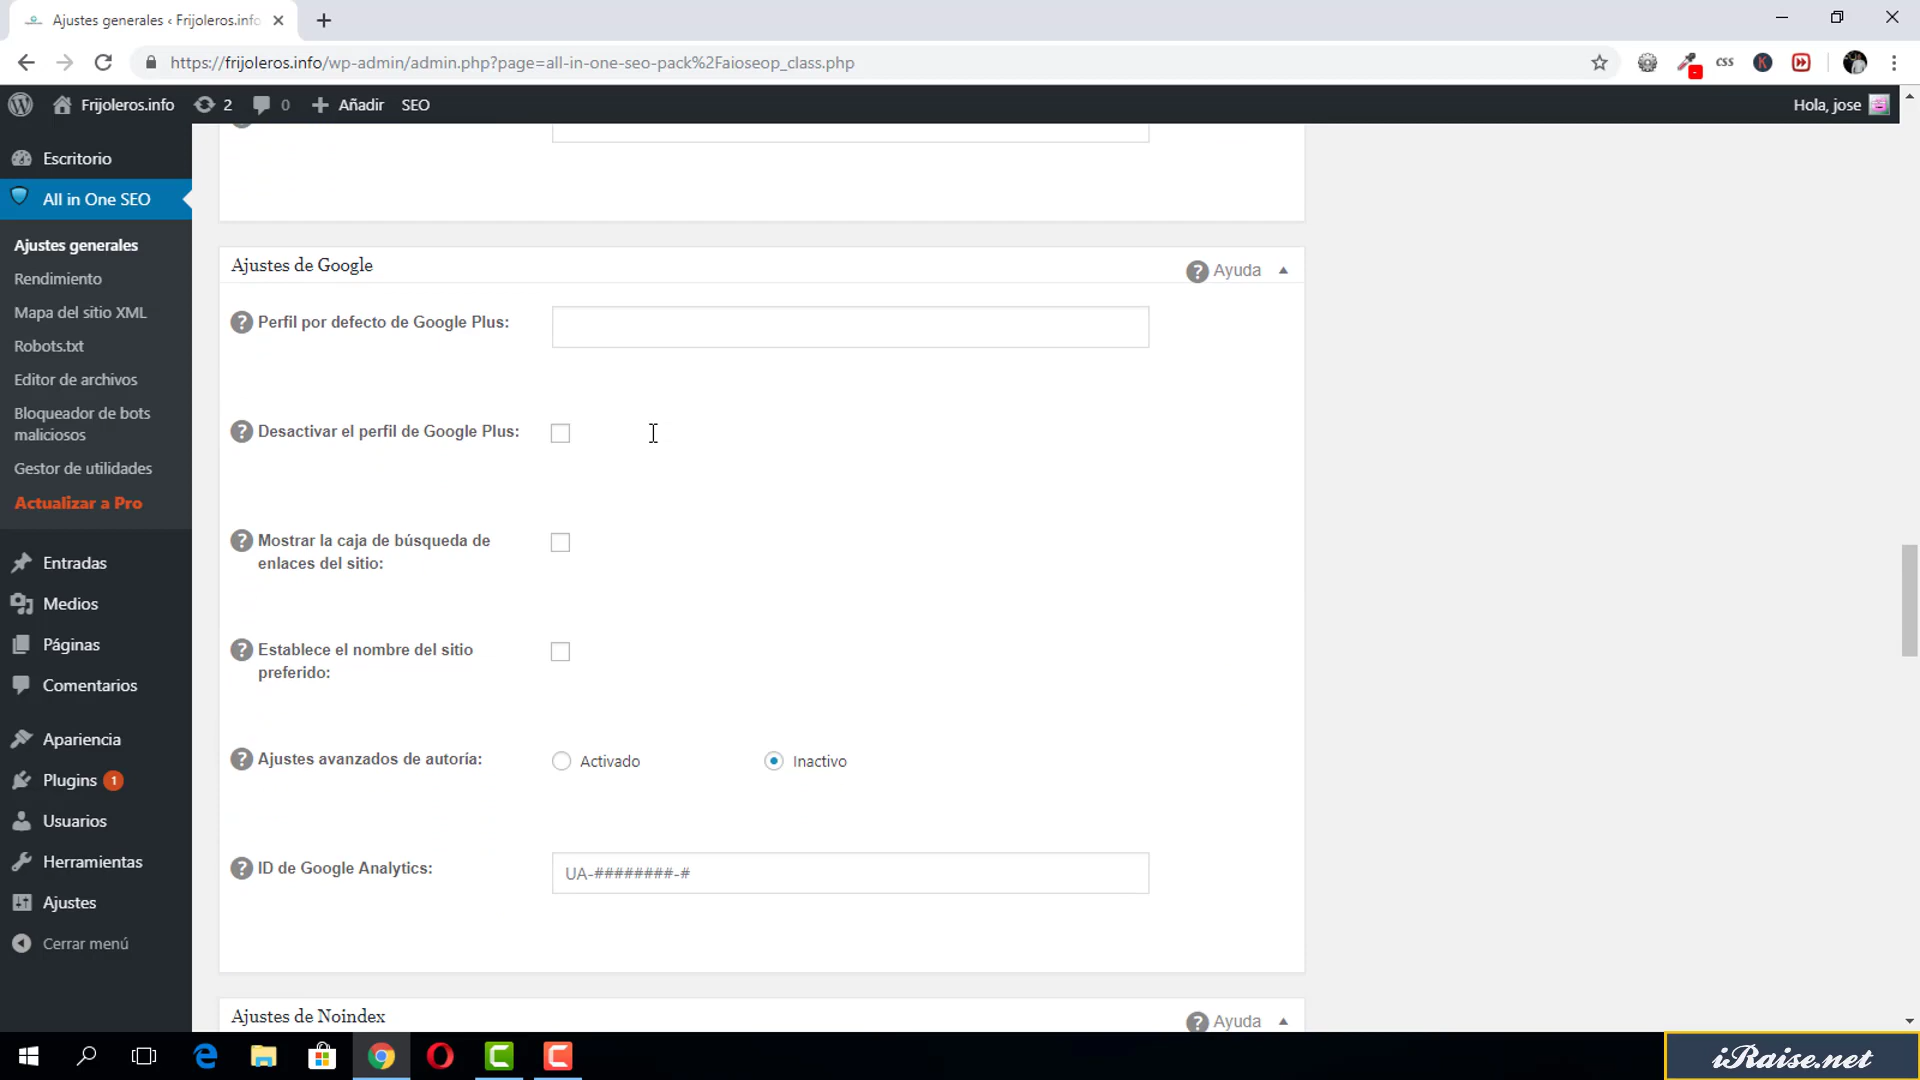 Ajustes generales ‹ Frijoleros.info
https://frijoleros.info/wp-admin/admin.php?page=all-in-one-seo-pack%2Faioseop_class.php
CSS
K
Frijoleros.info
2
0
Añadir
SEO
Hola, jose
Escritorio
All in One SEO
Ajustes generales
Rendimiento
Mapa del sitio XML
Robots.txt
Editor de archivos
Bloqueador de bots
maliciosos
Gestor de utilidades
Actualizar a Pro
Entradas
Medios
Páginas
Comentarios
Apariencia
Plugins 1
Usuarios
Herramientas
Ajustes
Cerrar menú
Ajustes de Google
? Ayuda
? Perfil por defecto de Google Plus:
? Desactivar el perfil de Google Plus:
? Mostrar la caja de búsqueda de
enlaces del sitio:
? Establece el nombre del sitio
preferido:
? Ajustes avanzados de autoría:
Activado
Inactivo
? ID de Google Analytics:
UA-########-#
Ajustes de Noindex
? Ayuda
iRaise.net